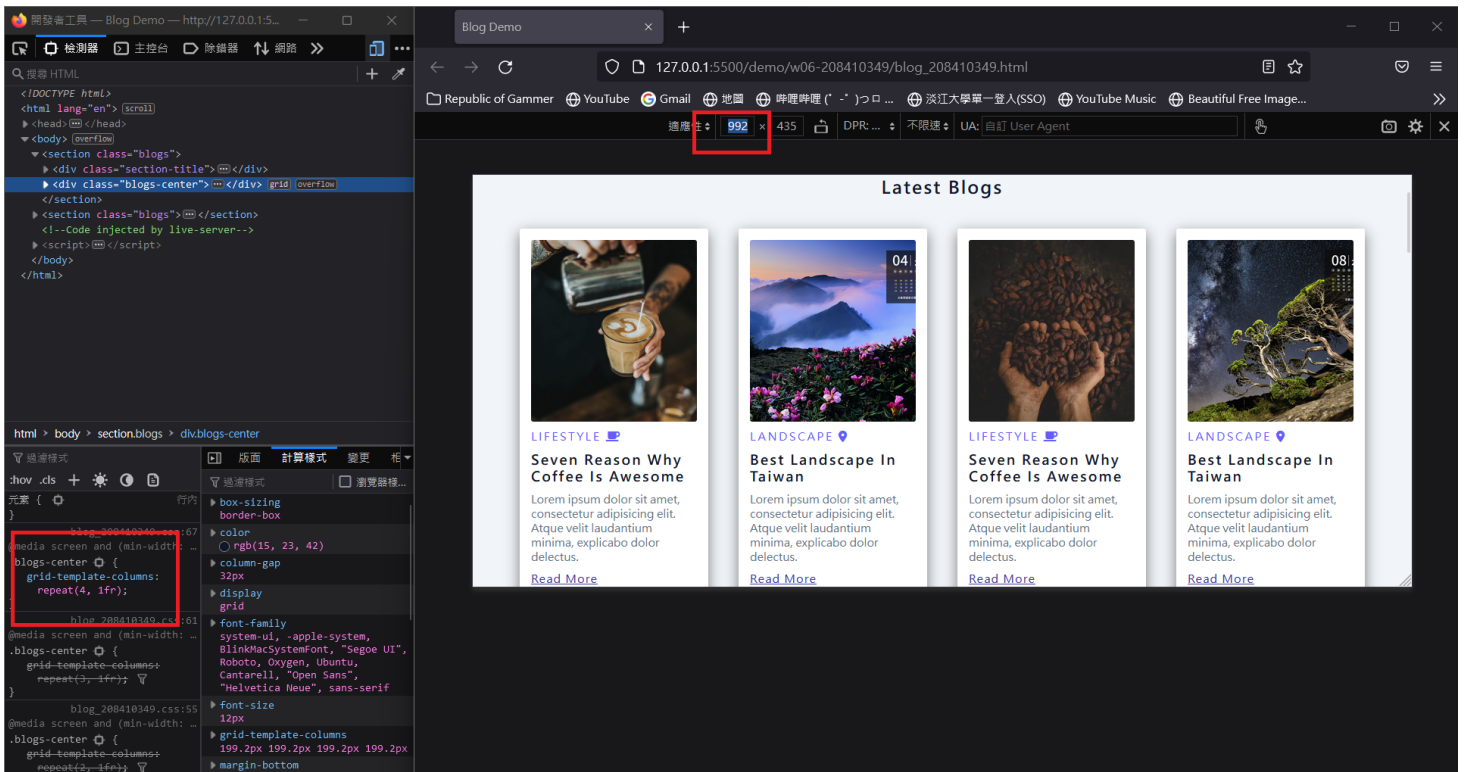 開發者工具 — Blog Demo — http://127.0.0.1:5...
檢測器 主控台 除錯器 網路
搜尋 HTML
<!DOCTYPE html>
<html lang="en"> scroll
<head> </head>
<body> overflow
<section class="blogs">
<div class="section-title"> </div>
<div class="blogs-center"> </div> grid overflow
</section>
<section class="blogs"> </section>
<!--Code injected by live-server-->
<script> </script>
</body>
</html>
html > body > section.blogs > div.blogs-center
過濾樣式
:hov .cls
元素 { 行內
}
blog_208410349.css:67
@media screen and (min-width: …
.blogs-center {
grid-template-columns:
repeat(4, 1fr);
blog_208410349.css:61
@media screen and (min-width: …
.blogs-center {
grid-template-columns:
repeat(3, 1fr);
}
blog_208410349.css:55
@media screen and (min-width: …
.blogs-center {
grid-template-columns:
repeat(2, 1fr);
版面 計算樣式 變更
過濾樣式 瀏覽器樣...
box-sizing
border-box
color
rgb(15, 23, 42)
column-gap
32px
display
grid
font-family
system-ui, -apple-system,
BlinkMacSystemFont, "Segoe UI",
Roboto, Oxygen, Ubuntu,
Cantarell, "Open Sans",
"Helvetica Neue", sans-serif
font-size
12px
grid-template-columns
199.2px 199.2px 199.2px 199.2px
margin-bottom
Blog Demo
127.0.0.1:5500/demo/w06-208410349/blog_208410349.html
Republic of Gammer YouTube Gmail 地圖 嗶哩嗶哩 (゜-゜)つロ ... 淡江大學單一登入(SSO) YouTube Music Beautiful Free Image...
適應性 992 × 435 DPR: ... 不限速 UA: 自訂 User Agent
Latest Blogs
04
08
LIFESTYLE
Seven Reason Why
Coffee Is Awesome
Lorem ipsum dolor sit amet,
consectetur adipisicing elit.
Atque velit laudantium
minima, explicabo dolor
delectus.
Read More
LANDSCAPE
Best Landscape In
Taiwan
Lorem ipsum dolor sit amet,
consectetur adipisicing elit.
Atque velit laudantium
minima, explicabo dolor
delectus.
Read More
LIFESTYLE
Seven Reason Why
Coffee Is Awesome
Lorem ipsum dolor sit amet,
consectetur adipisicing elit.
Atque velit laudantium
minima, explicabo dolor
delectus.
Read More
LANDSCAPE
Best Landscape In
Taiwan
Lorem ipsum dolor sit amet,
consectetur adipisicing elit.
Atque velit laudantium
minima, explicabo dolor
delectus.
Read More